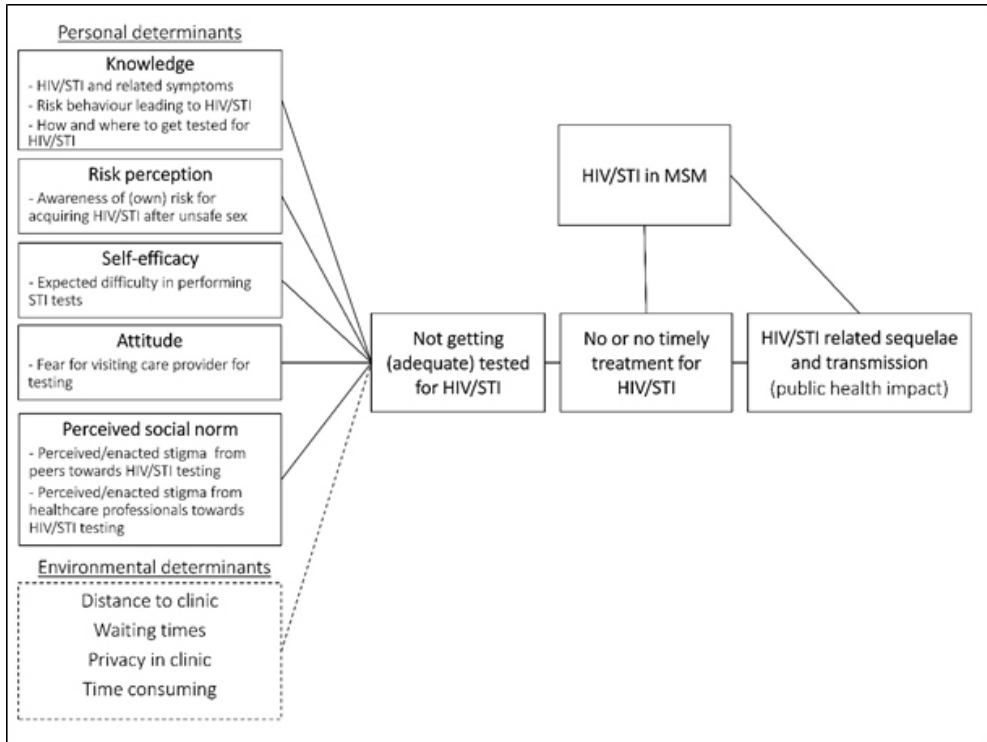 Personal determinants
Knowledge
- HIV/STI and related symptoms
- Risk behaviour leading to HIV/STI
- How and where to get tested for
HIV/STI
Risk perception
- Awareness of (own) risk for
acquiring HIV/STI after unsafe sex
Self-efficacy
- Expected difficulty in performing
STI tests
Attitude
- Fear for visiting care provider for
testing
Perceived social norm
- Perceived/enacted stigma from
peers towards HIV/STI testing
- Perceived/enacted stigma from
healthcare professionals towards
HIV/STI testing
Environmental determinants
Distance to clinic
Waiting times
Privacy in clinic
Time consuming
Not getting
(adequate) tested
for HIV/STI
No or no timely
treatment for
HIV/STI
HIV/STI in MSM
HIV/STI related sequelae
and transmission
(public health impact)